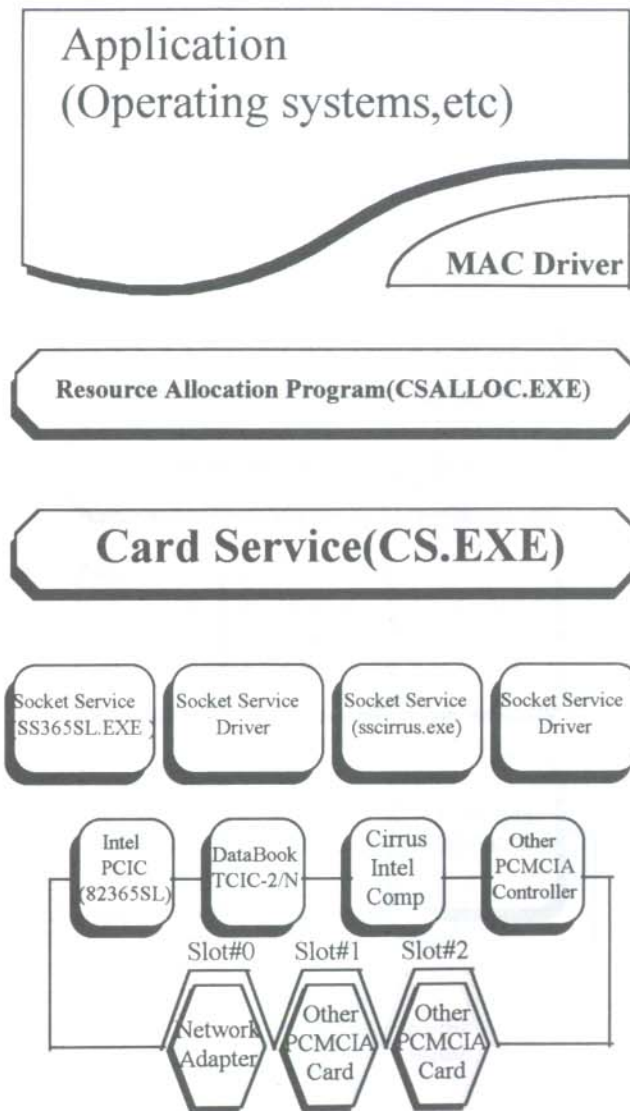 Application
(Operating systems,etc)
MAC Driver
Resource Allocation Program(CSALLOC.EXE)
Card Service(CS.EXE)
Socket Service
(SS365SL.EXE )
Socket Service
Driver
Socket Service
(sscirrus.exe)
Socket Service
Driver
Intel
PCIC
(82365SL)
DataBook
TCIC-2/N
Cirrus
Intel
Comp
Other
PCMCIA
Controller
Slot#0
Slot#1
Slot#2
Network
Adapter
Other
PCMCIA
Card
Other
PCMCIA
Card